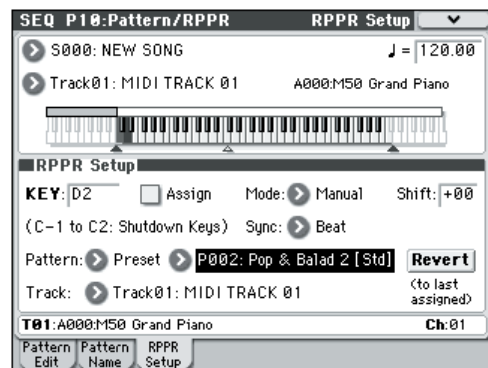 SEQ P10:Pattern/RPPR RPPR Setup
S000: NEW SONG ♩ = 120.00
Track01: MIDI TRACK 01 A000:M50 Grand Piano
RPPR Setup
KEY: D2 Assign Mode: Manual Shift: +00
(C-1 to C2: Shutdown Keys) Sync: Beat
Pattern: Preset P002: Pop & Balad 2 [Std] Revert
Track: Track01: MIDI TRACK 01 (to last assigned)
T01:A000:M50 Grand Piano Ch:01
Pattern Edit Pattern Name RPPR Setup